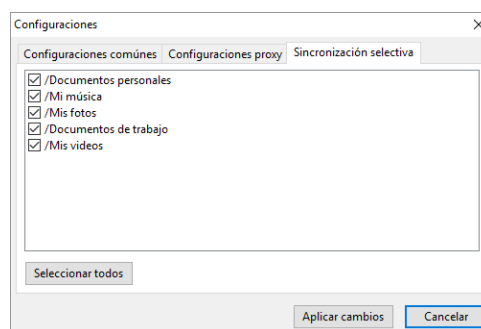 Configuraciones
Configuraciones comúnes Configuraciones proxy Sincronización selectiva
/Documentos personales
/Mi música
/Mis fotos
/Documentos de trabajo
/Mis videos
Seleccionar todos
Aplicar cambios Cancelar